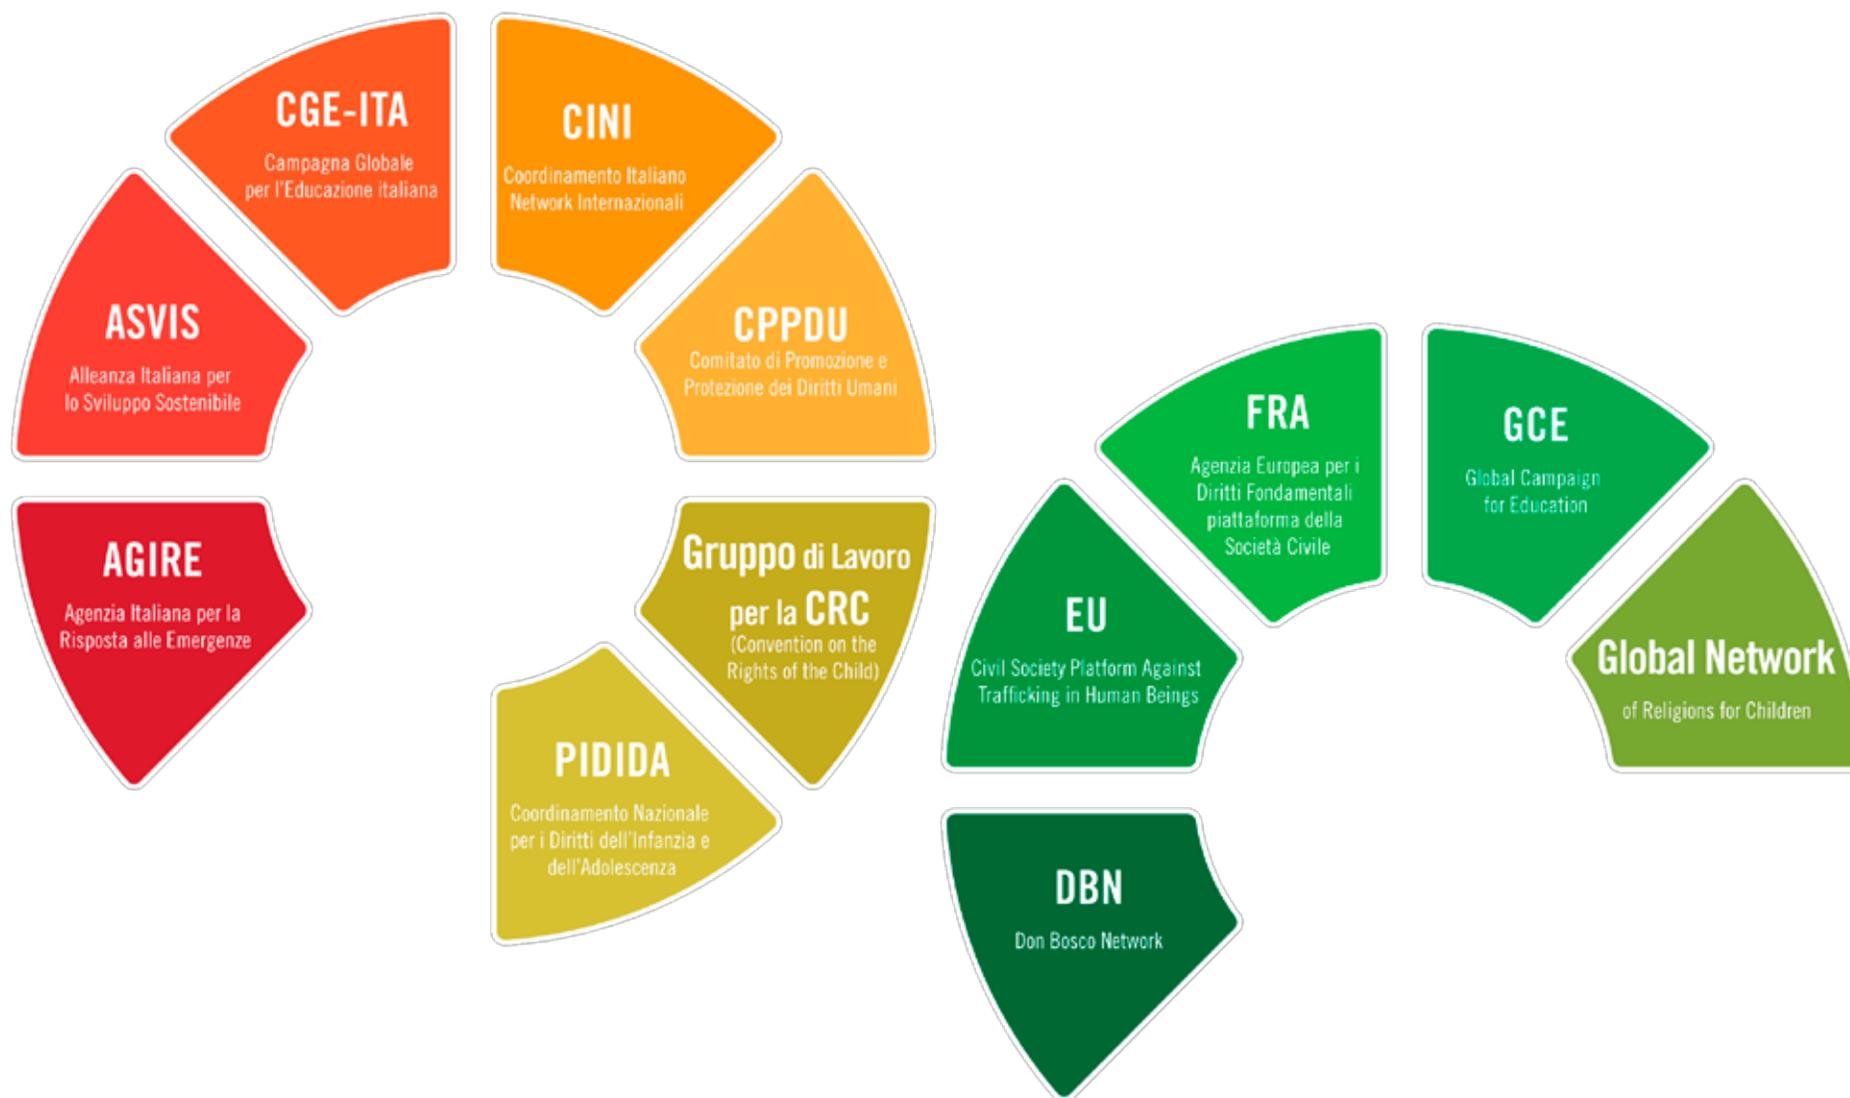 CGE-ITA
Campagna Globale
per l'Educazione italiana
CINI
Coordinamento Italiano
Network Internazionali
ASVIS
Alleanza Italiana per
lo Sviluppo Sostenibile
CPPDU
Comitato di Promozione e
Protezione dei Diritti Umani
AGIRE
Agenzia Italiana per la
Risposta alle Emergenze
Gruppo di Lavoro
per la CRC
(Convention on the
Rights of the Child)
PIDIDA
Coordinamento Nazionale
per i Diritti dell'Infanzia e
dell'Adolescenza
FRA
Agenzia Europea per i
Diritti Fondamentali
piattaforma della
Società Civile
GCE
Global Campaign
for Education
EU
Civil Society Platform Against
Trafficking in Human Beings
Global Network
of Religions for Children
DBN
Don Bosco Network